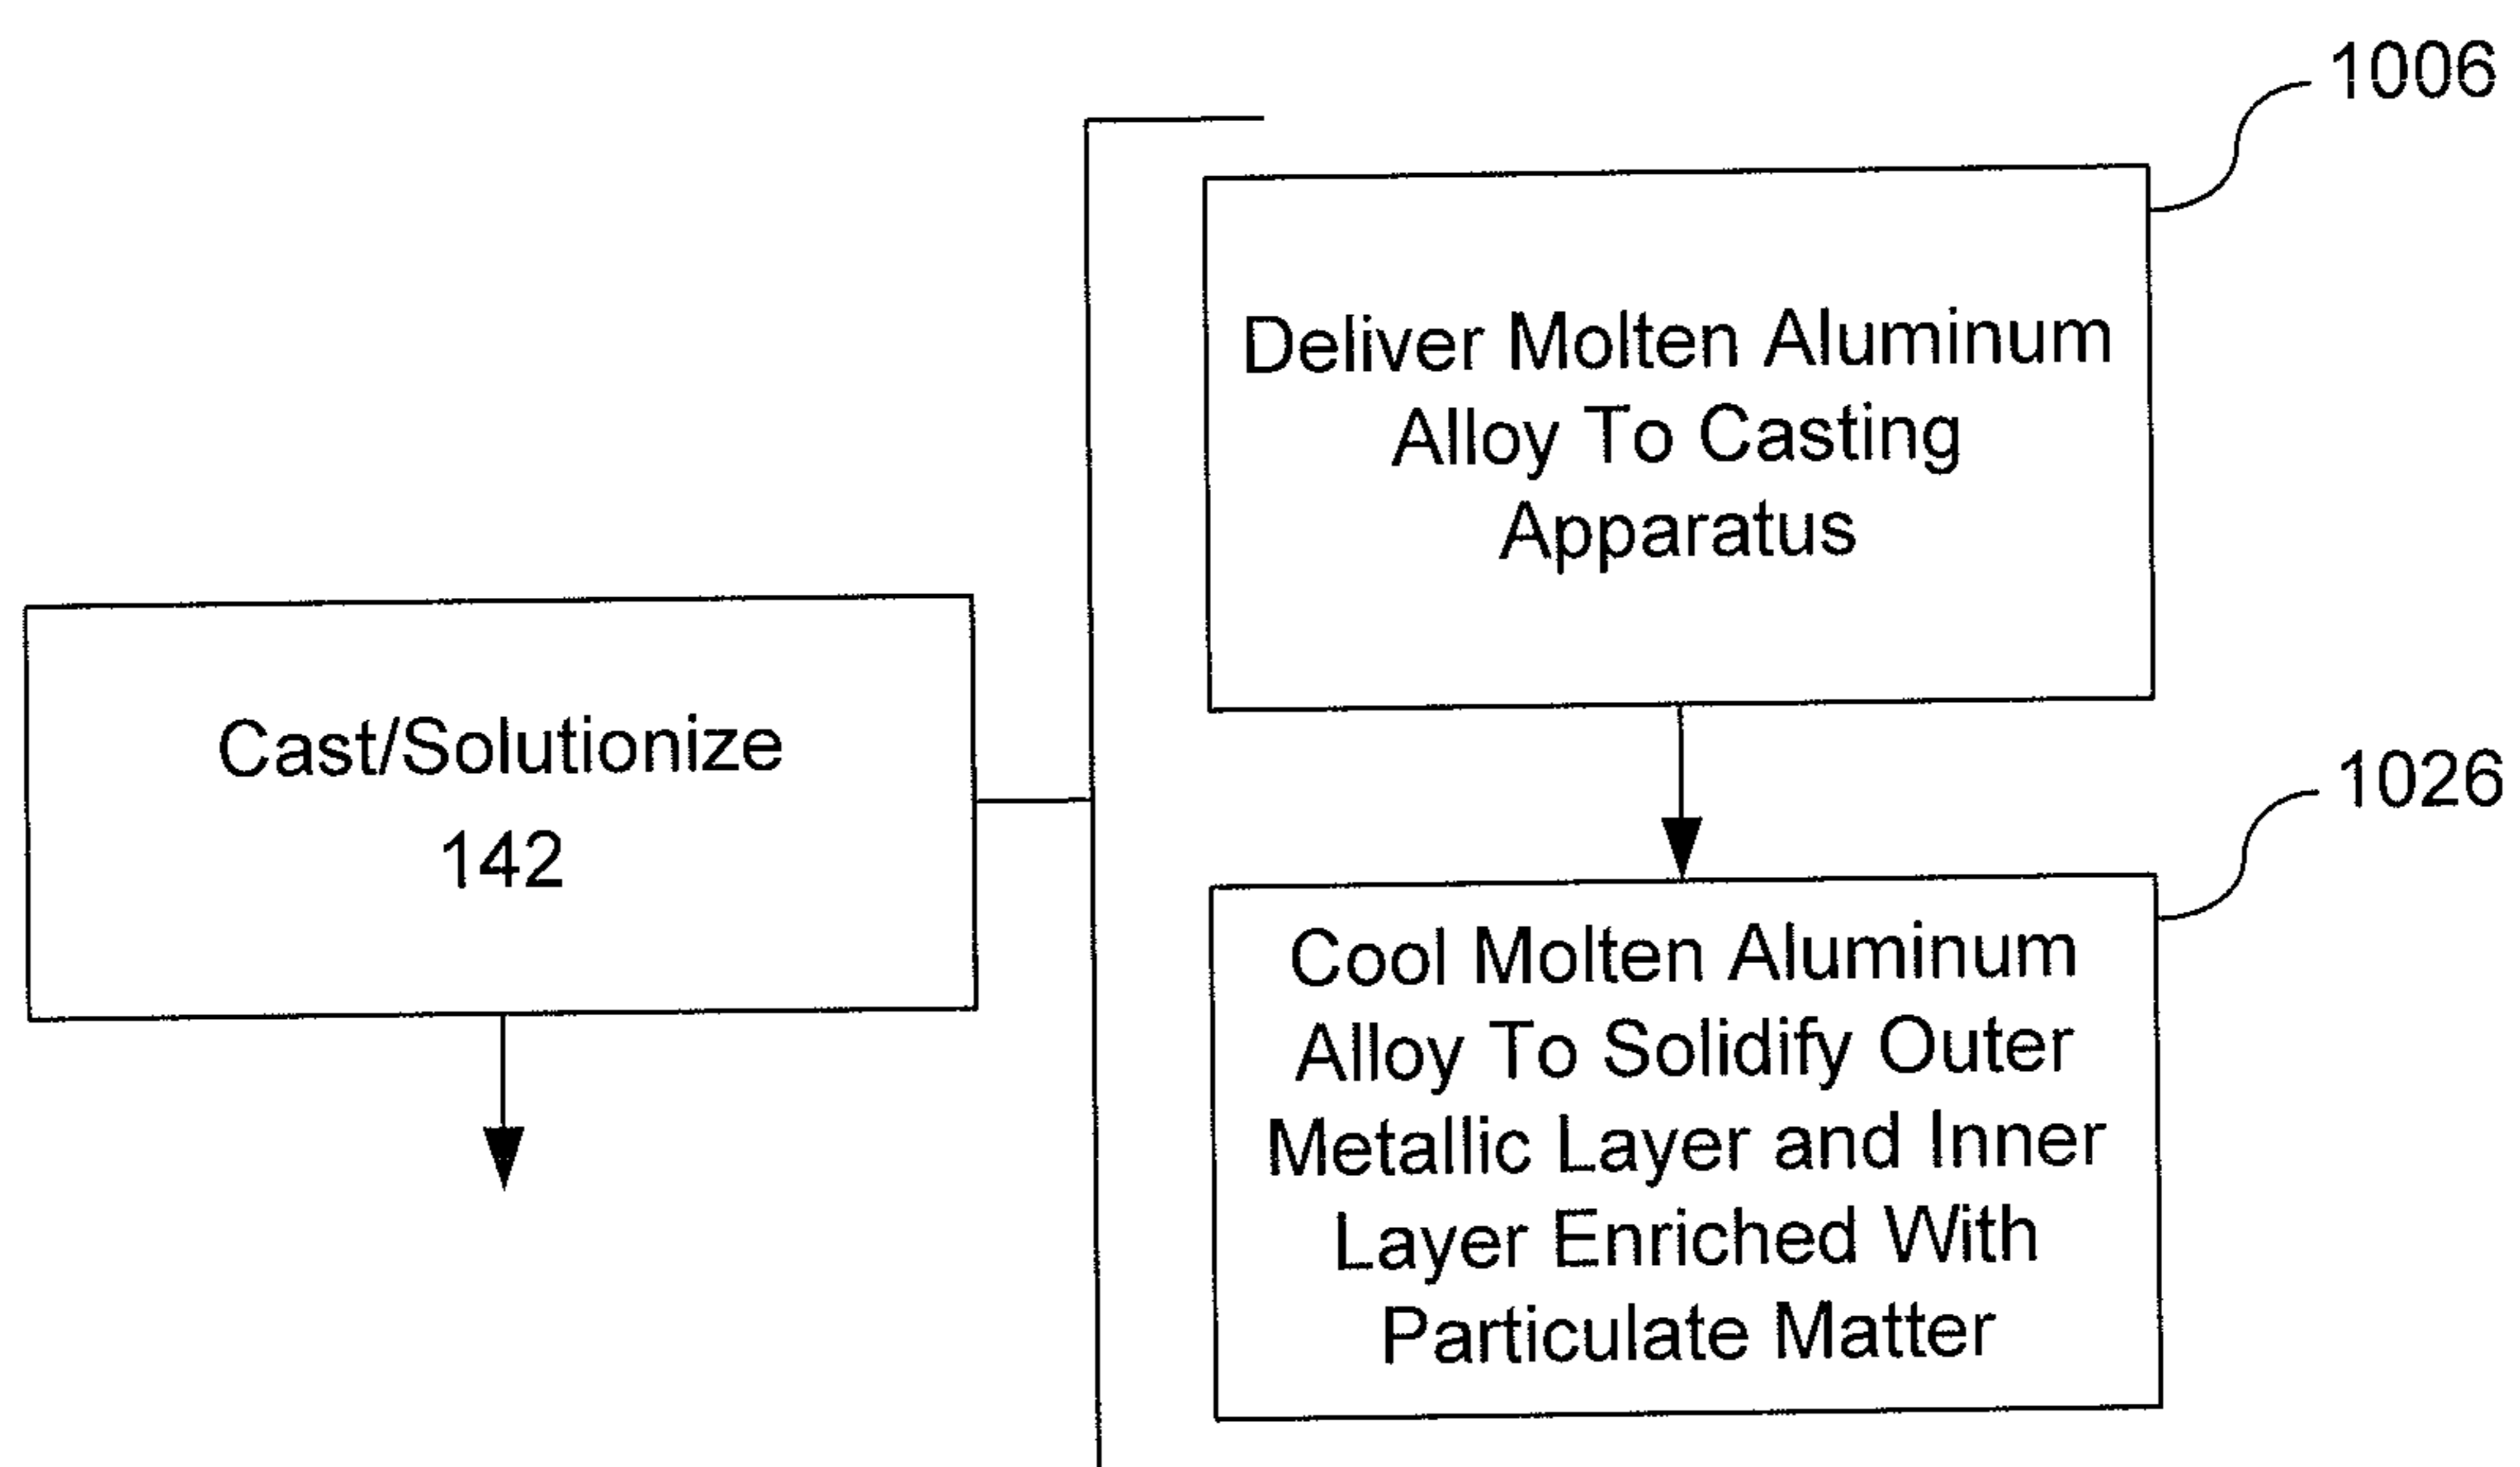 1006
Deliver Molten Aluminum
Alloy To Casting
Apparatus
Cast/Solutionize
142
1026
Cool Molten Aluminum
Alloy To Solidify Outer
Metallic Layer and Inner
Layer Enriched With
Particulate Matter